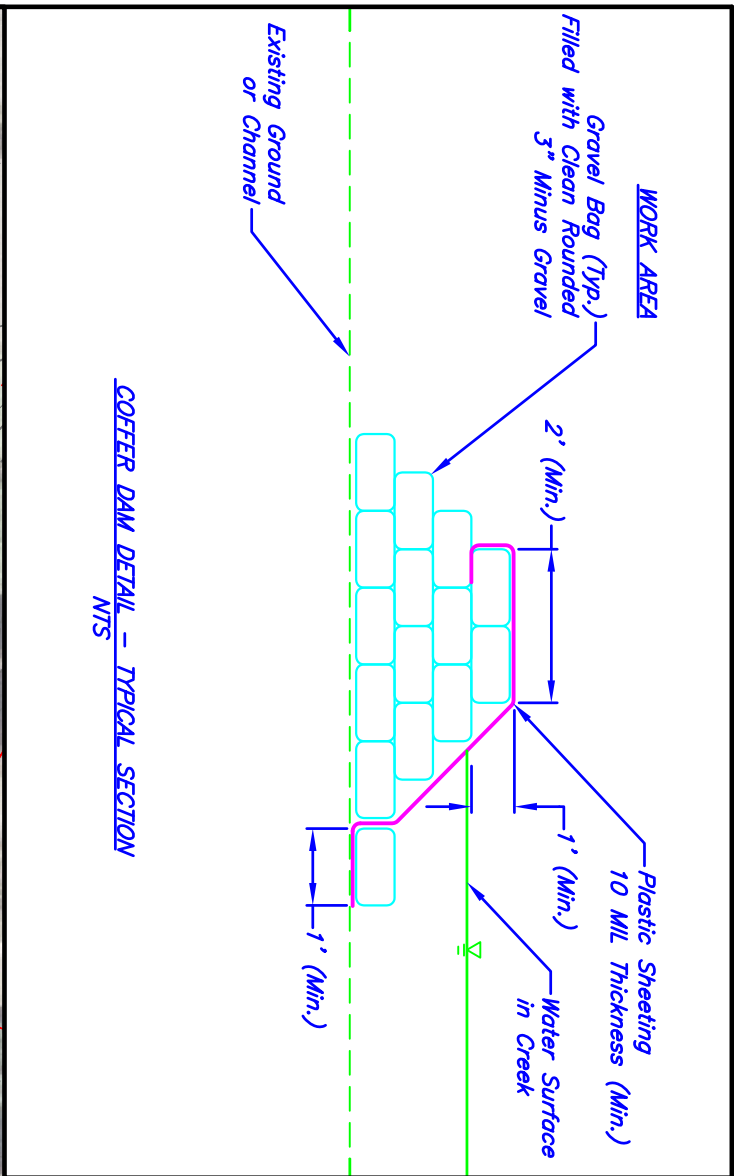 WORK AREA
Gravel Bag (Typ.)
Filled with Clean Rounded
3" Minus Gravel
2' (Min.)
Plastic Sheeting
10 MIL Thickness (Min.)
1' (Min.)
Water Surface
in Creek
Existing Ground
or Channel
1' (Min.)
COFFER DAM DETAIL – TYPICAL SECTION
NTS